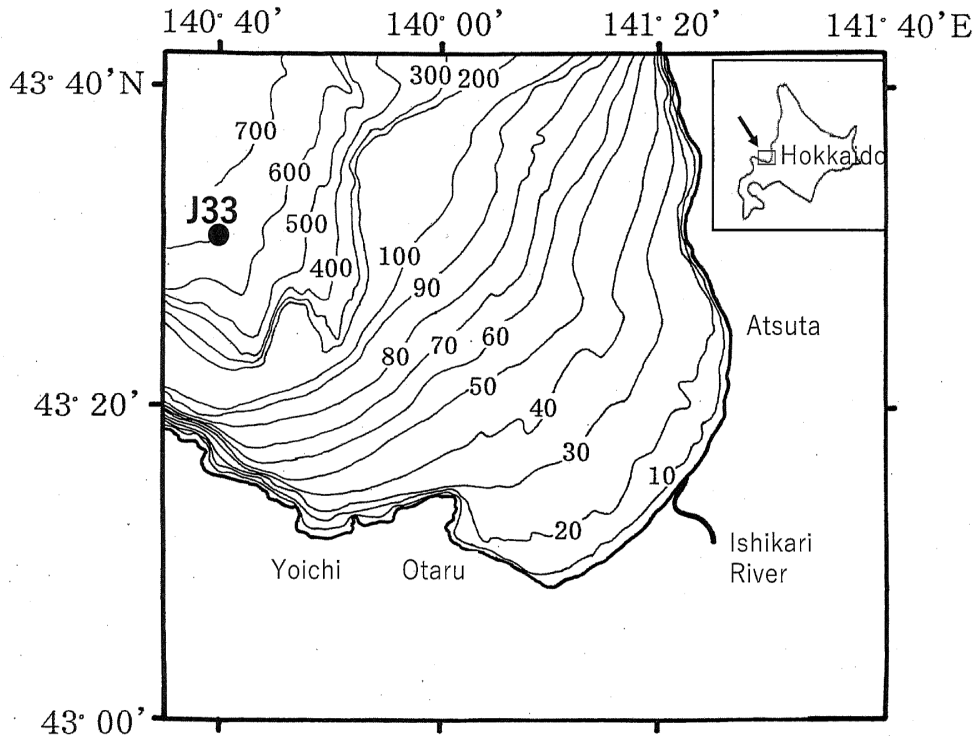 140° 40' 140° 00' 141° 20' 141° 40'E
43° 40'N
300 200
700
600
Hokkaido
J33
500
400
100
90
Atsuta
80 70 60
50
43° 20'
40
30
10
20
Ishikari
River
Yoichi Otaru
43° 00'